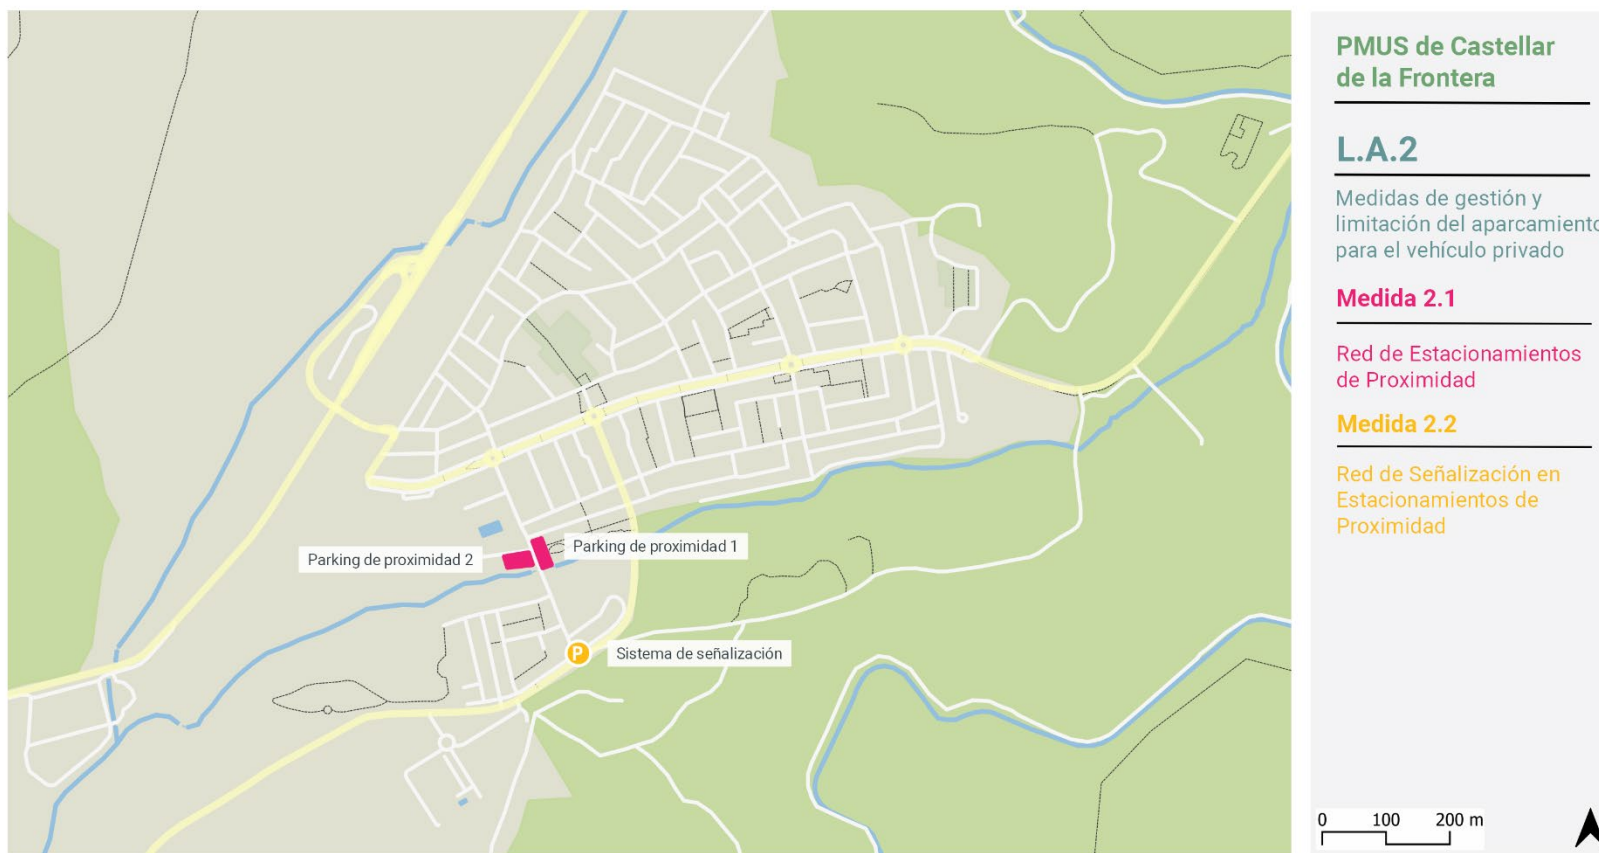 PMUS de Castellar
de la Frontera
L.A.2
Medidas de gestión y
limitación del aparcamiento
para el vehículo privado
Medida 2.1
Red de Estacionamientos
de Proximidad
Medida 2.2
Red de Señalización en
Estacionamientos de
Proximidad
Parking de proximidad 1
Parking de proximidad 2
P
Sistema de señalización
0 100 200 m